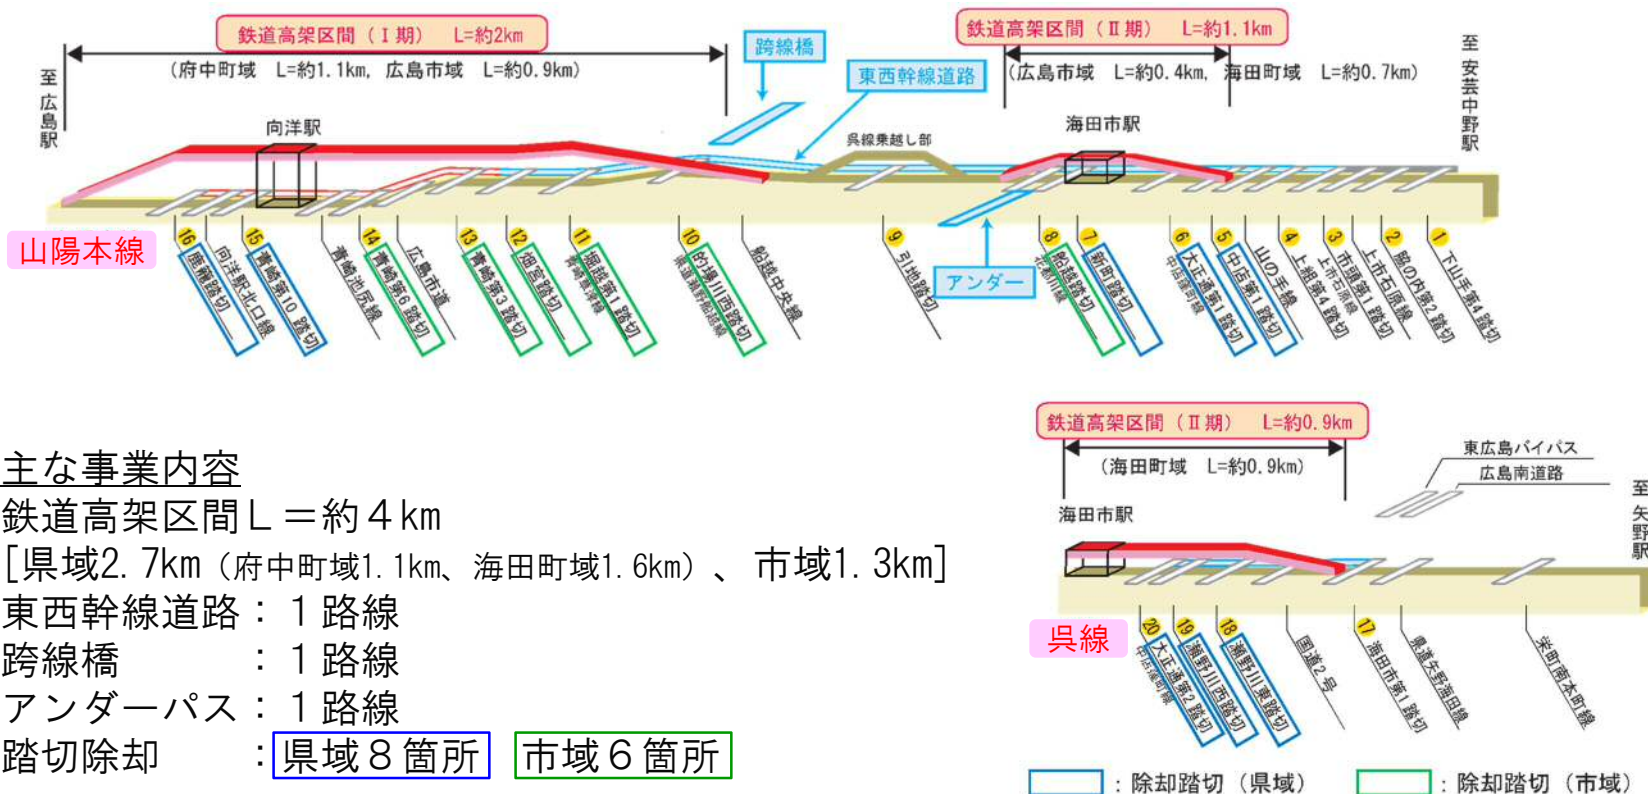 鉄道高架区間（Ⅰ期）　L=約2km
（府中町域　L=約1.1km，広島市域　L=約0.9km）
至 広島駅
向洋駅
跨線橋
東西幹線道路
呉線乗越し部
鉄道高架区間（Ⅱ期）　L=約1.1km
（広島市域　L=約0.4km，海田町域　L=約0.7km）
海田市駅
至 安芸中野駅
アンダー
山陽本線
16 鹿籠踏切
向洋駅北口線
15 青崎第10踏切
青崎池尻線
14 青崎第6踏切
広島市道
13 青崎第3踏切
12 畑宮踏切
11 堀越第1踏切
10 的場川西踏切
船越中央線
9 引地踏切
8 船越踏切
7 新町踏切
6 大正通第1踏切
中店窪町線
5 中店第1踏切
山の手線
4 上組第4踏切
3 市頭第1踏切
上市石原線
2 脇の内第2踏切
上市石原線
1 下山手第4踏切
主な事業内容
鉄道高架区間Ｌ＝約４km
[県域2.7km（府中町域1.1km、海田町域1.6km）、市域1.3km]
東西幹線道路：１路線
跨線橋　　　：１路線
アンダーパス：１路線
踏切除却　　：県域８箇所　市域６箇所
鉄道高架区間（Ⅱ期）　L=約0.9km
（海田町域　L=約0.9km）
海田市駅
東広島バイパス
広島南道路
至 矢野駅
呉線
20 大正通第2踏切
中店窪町線
19 瀬野川西踏切
18 瀬野川東踏切
国道2号
17 海田市第1踏切
県道矢野海田線
栄町南本町線
：除却踏切（県域）
：除却踏切（市域）